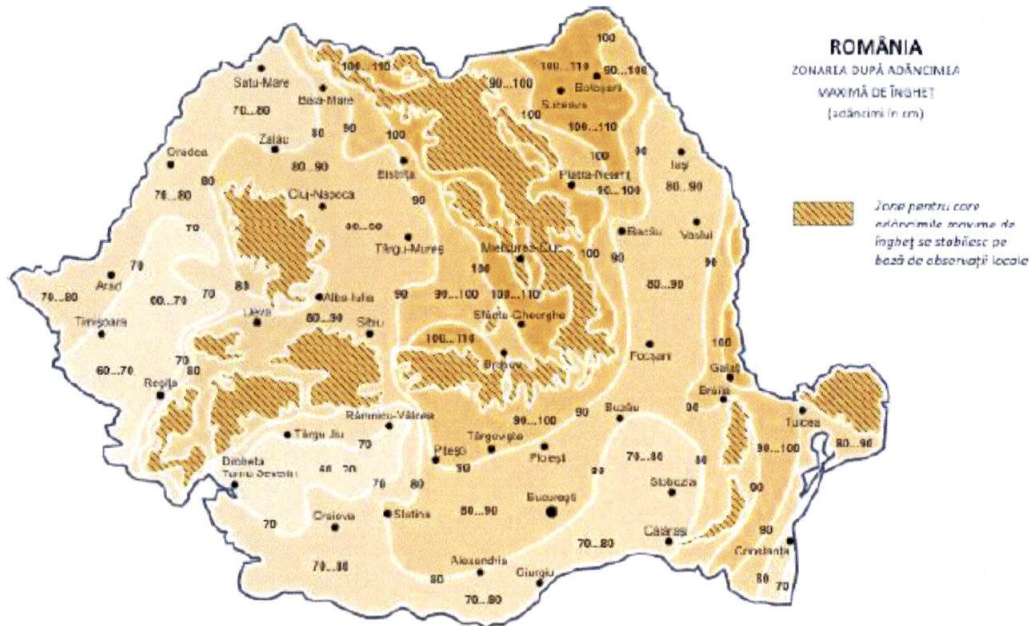 ROMÂNIA
ZONAREA DUPĂ ADÂNCIMEA
MAXIMĂ DE ÎNGHEȚ
(adâncimi în cm)
Zone pentru care
adâncimile maxime de
îngheț se stabilesc pe
bază de observații locale
100
100...110
90...100
Satu-Mare
100...110
90...100
Botoșani
Baia-Mare
Suceava
70...80
100
100...110
80
90
Zalău
100
90
Iași
Oradea
80...90
Bistrița
100
80
Piatra-Neamț
80...90
70...80
Cluj-Napoca
90
90...100
70
Târgu-Mureș
Bacău
Vaslui
Miercurea-Ciuc
100
90
90
70
100
Arad
70...80
60...70
70
80
Alba-Iulia
90
90...100
100...110
80...90
Deva
80...90
Sibiu
Sfântu-Gheorghe
Timișoara
100...110
100
70
Brașov
Focșani
60...70
80
Galați
Reșița
Brăila
Râmnicu-Vâlcea
90...100
90
Buzău
90
Tulcea
Târgu Jiu
70
Târgoviște
90...100
80...90
Pitești
Ploiești
70...80
80
Drobeta
Turnu Severin
90
70
80
Slobozia
90
București
70
Craiova
Slatina
80...90
Călărași
90
70...80
Constanța
70...80
Alexandria
80
Giurgiu
80
70
70...80